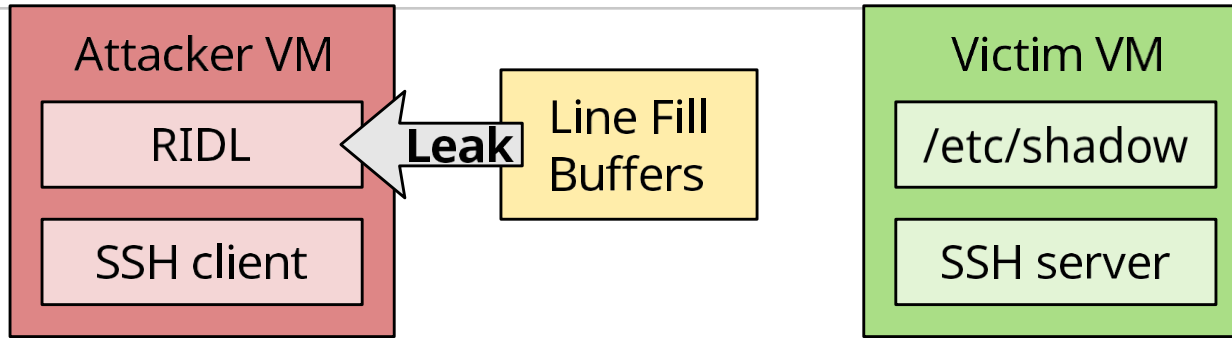 Attacker VM
RIDL
SSH client
Leak
Line Fill
Buffers
Victim VM
/etc/shadow
SSH server